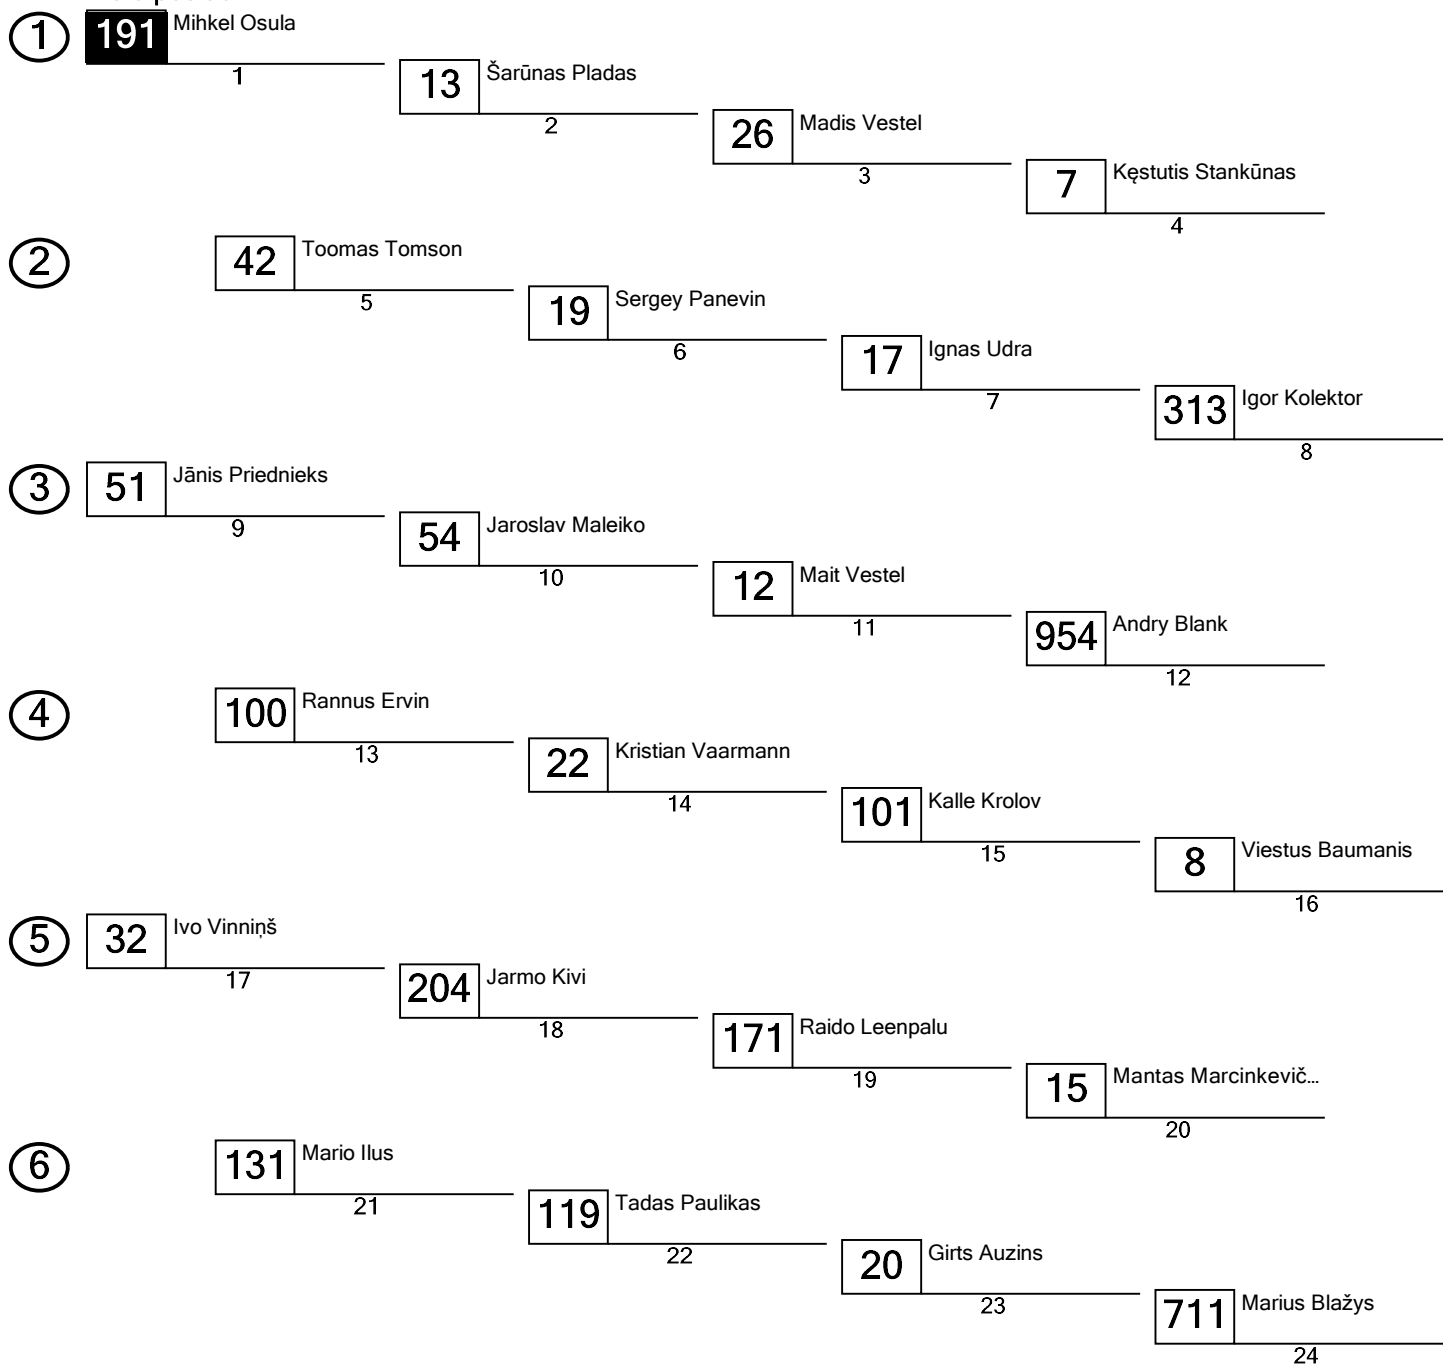 1
191 Mihkel Osula
1
13 Šarūnas Pladas
2
26 Madis Vestel
3
7 Kęstutis Stankūnas
4
2
42 Toomas Tomson
5
19 Sergey Panevin
6
17 Ignas Udra
7
313 Igor Kolektor
8
3
51 Jānis Priednieks
9
54 Jaroslav Maleiko
10
12 Mait Vestel
11
954 Andry Blank
12
4
100 Rannus Ervin
13
22 Kristian Vaarmann
14
101 Kalle Krolov
15
8 Viestus Baumanis
16
5
32 Ivo Vinniņš
17
204 Jarmo Kivi
18
171 Raido Leenpalu
19
15 Mantas Marcinkevič...
20
6
131 Mario Ilus
21
119 Tadas Paulikas
22
20 Girts Auzins
23
711 Marius Blažys
24